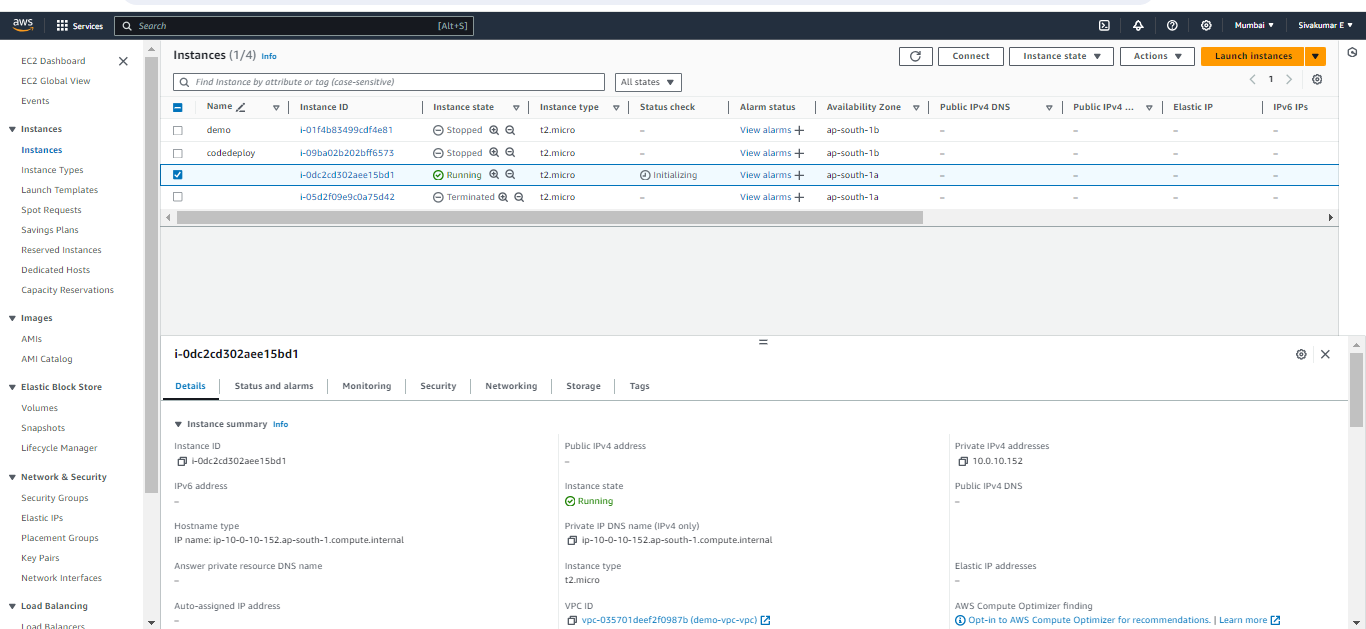 aws Services Search [Alt+S] Mumbai Sivakumar E
EC2 Dashboard
EC2 Global View
Events
Instances
Instances
Instance Types
Launch Templates
Spot Requests
Savings Plans
Reserved Instances
Dedicated Hosts
Capacity Reservations
Images
AMIs
AMI Catalog
Elastic Block Store
Volumes
Snapshots
Lifecycle Manager
Network & Security
Security Groups
Elastic IPs
Placement Groups
Key Pairs
Network Interfaces
Load Balancing
Load Balancers
Instances (1/4) Info Connect Instance state Actions Launch instances
Find Instance by attribute or tag (case-sensitive) All states 1
Name Instance ID Instance state Instance type Status check Alarm status Availability Zone Public IPv4 DNS Public IPv4 ... Elastic IP IPv6 IPs
demo i-01f4b83499cdf4e81 Stopped t2.micro – View alarms + ap-south-1b – – – –
codedeploy i-09ba02b202bff6573 Stopped t2.micro – View alarms + ap-south-1b – – – –
i-0dc2cd302aee15bd1 Running t2.micro Initializing View alarms + ap-south-1a – – – –
i-05d2f09e9c0a75d42 Terminated t2.micro – View alarms + ap-south-1a – – – –
i-0dc2cd302aee15bd1
Details Status and alarms Monitoring Security Networking Storage Tags
Instance summary Info
Instance ID
i-0dc2cd302aee15bd1
Public IPv4 address
–
Private IPv4 addresses
10.0.10.152
IPv6 address
–
Instance state
Running
Public IPv4 DNS
–
Hostname type
IP name: ip-10-0-10-152.ap-south-1.compute.internal
Private IP DNS name (IPv4 only)
ip-10-0-10-152.ap-south-1.compute.internal
Answer private resource DNS name
–
Instance type
t2.micro
Elastic IP addresses
–
Auto-assigned IP address
–
VPC ID
vpc-035701deef2f0987b (demo-vpc-vpc)
AWS Compute Optimizer finding
Opt-in to AWS Compute Optimizer for recommendations. | Learn more